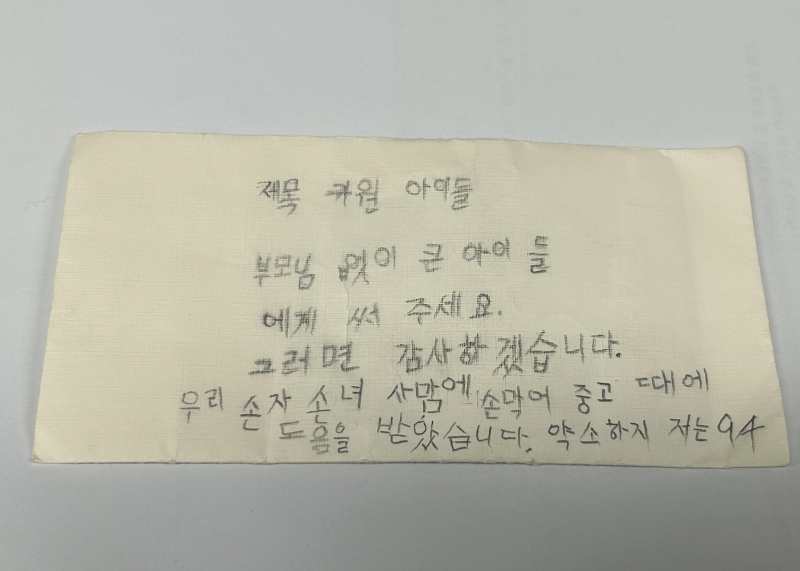 제목 카월 아이들
부모님 없이 큰 아이들
에게 써 주세요.
그러면 감사하겠습니다.
우리 손자 손녀 사맘에 손막어 중고 때에
도움을 받았습니다. 약소하지 저는 94